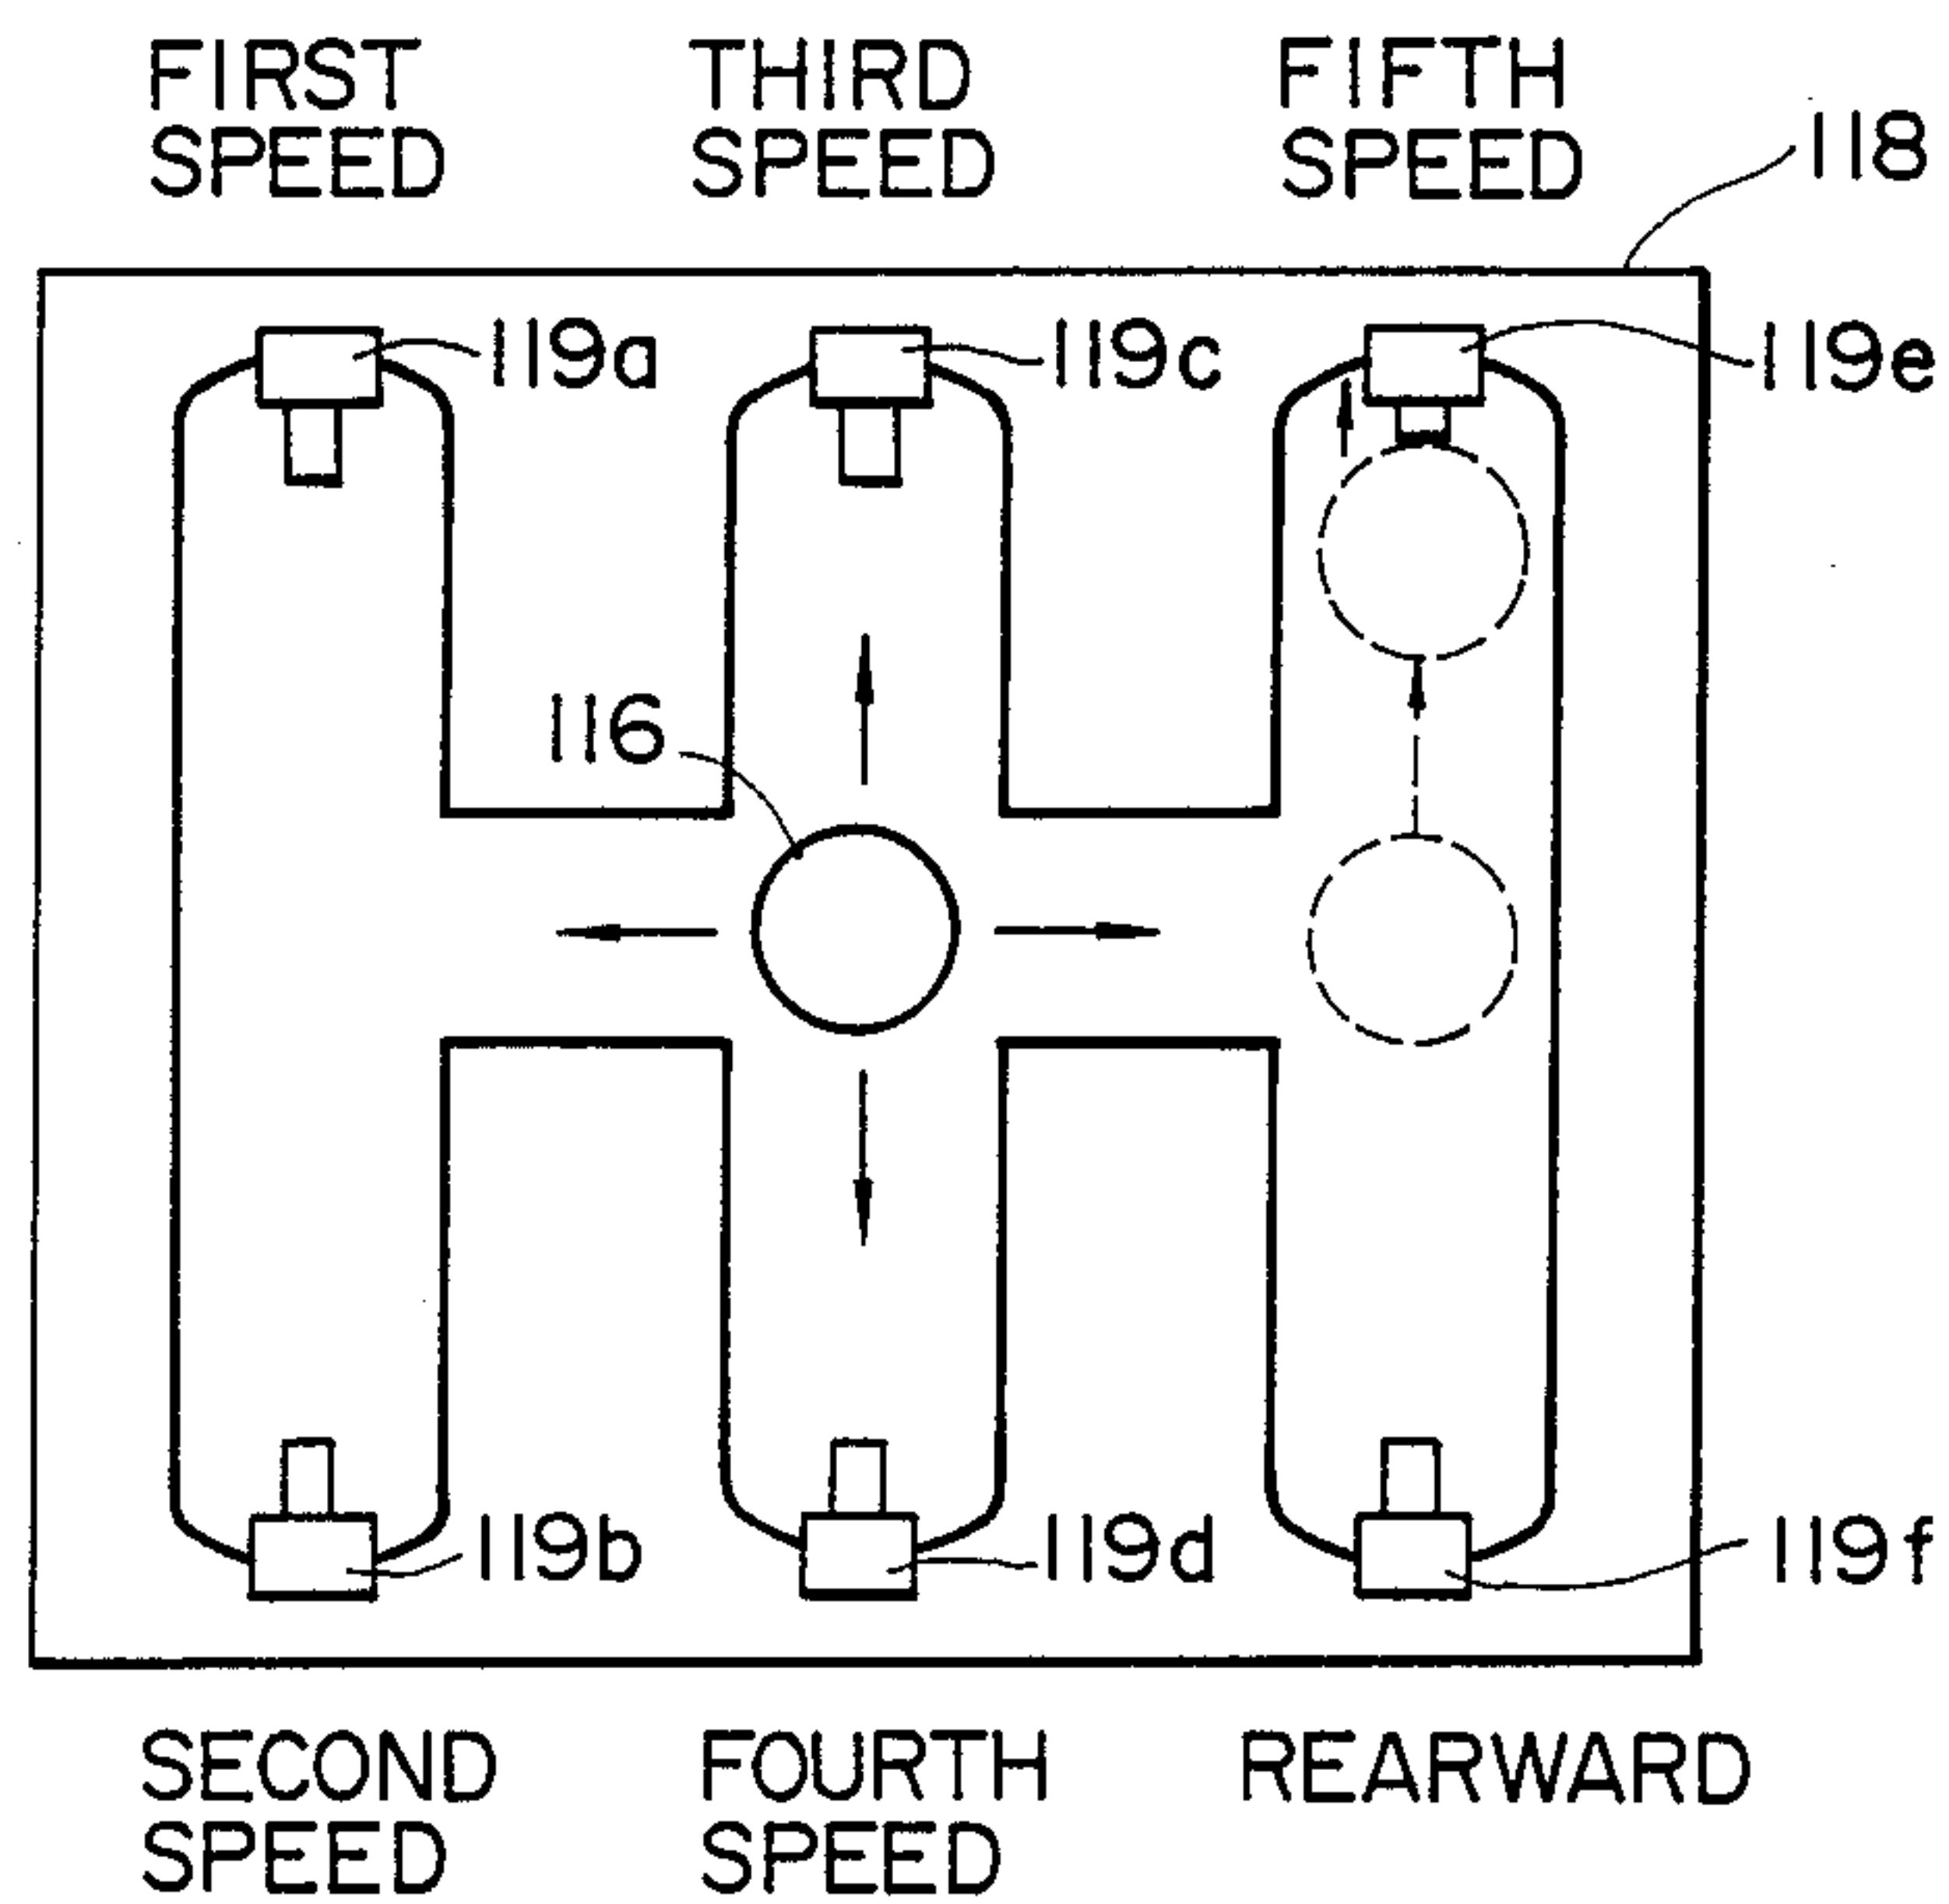 FIRST SPEED
THIRD SPEED
FIFTH SPEED
118
119a
119c
119e
116
119b
119d
119f
SECOND SPEED
FOURTH SPEED
REARWARD